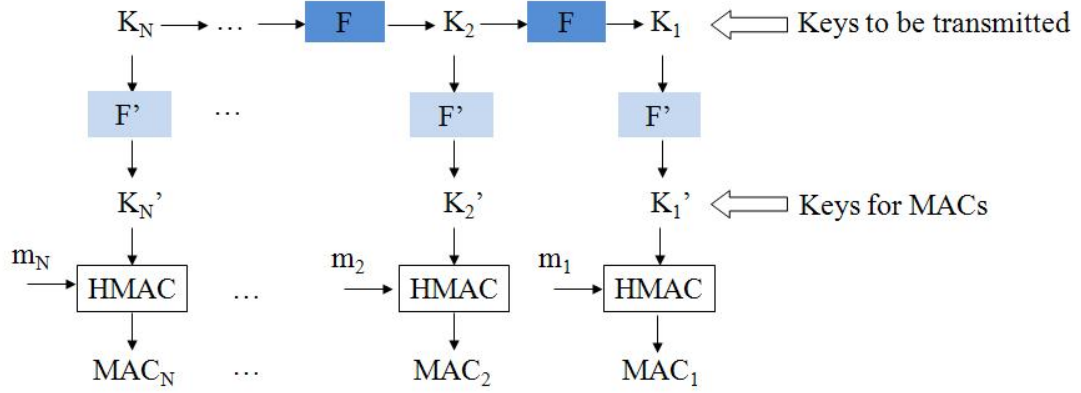 K_N ... F K_2 F K_1 Keys to be transmitted
F’ ... F’ F’
K_N’ K_2’ K_1’ Keys for MACs
m_N m_2 m_1
HMAC ... HMAC HMAC
MAC_N ... MAC_2 MAC_1